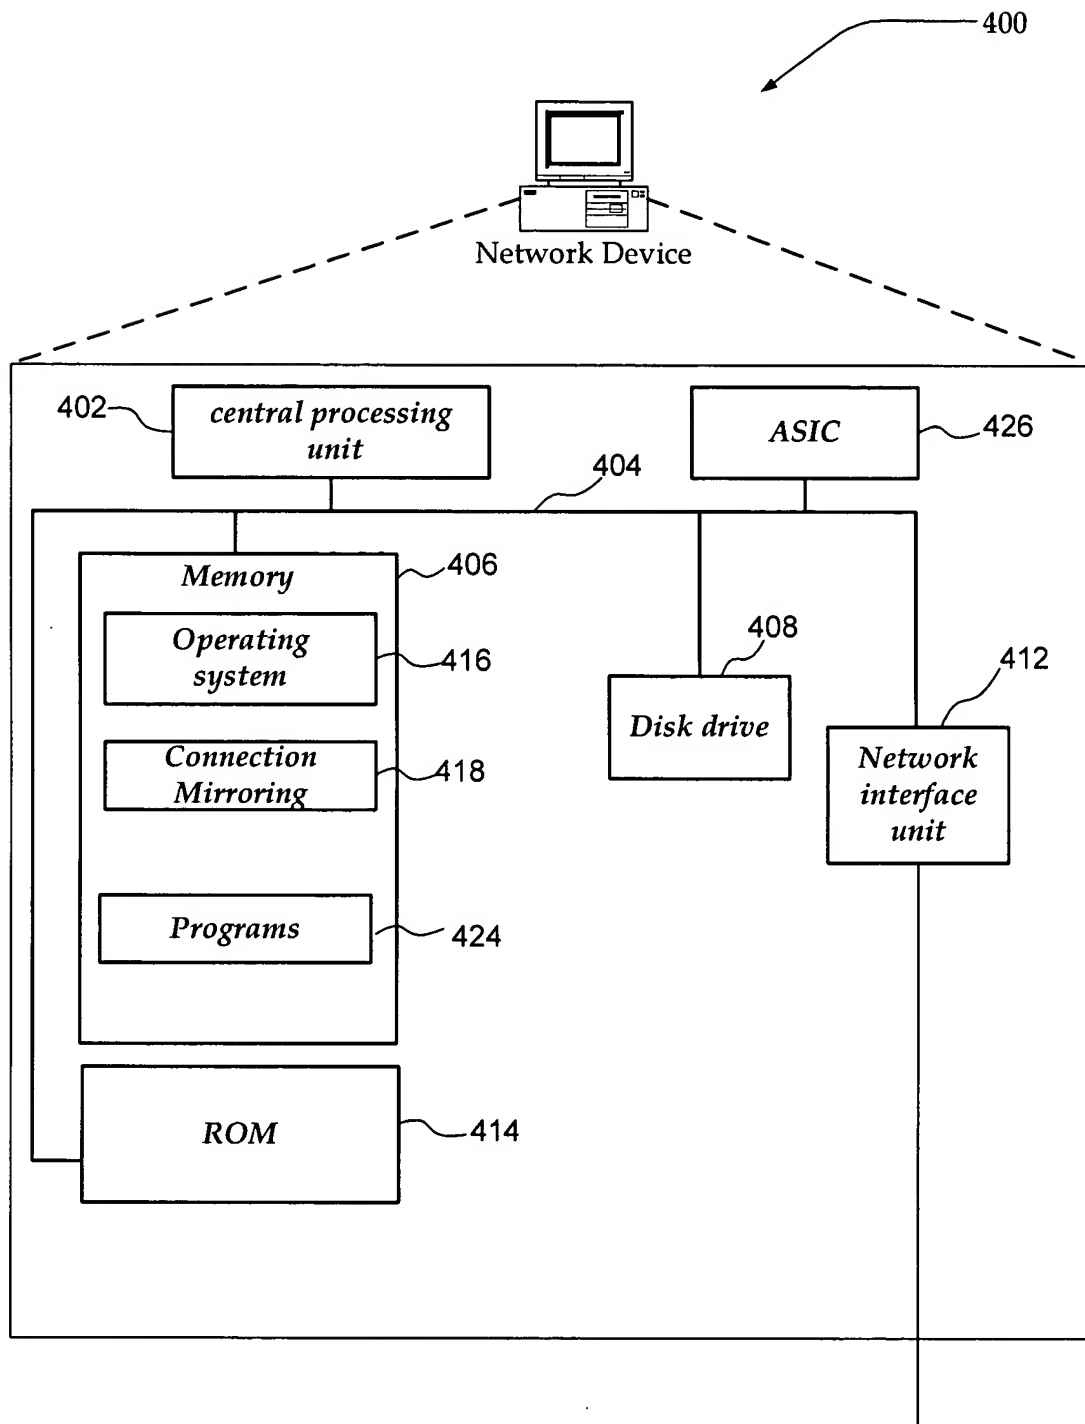 400
Network Device
402
central processing
unit
ASIC
426
404
Memory
406
Operating
system
416
408
412
Disk drive
Connection
Mirroring
418
Network
interface
unit
Programs
424
ROM
414